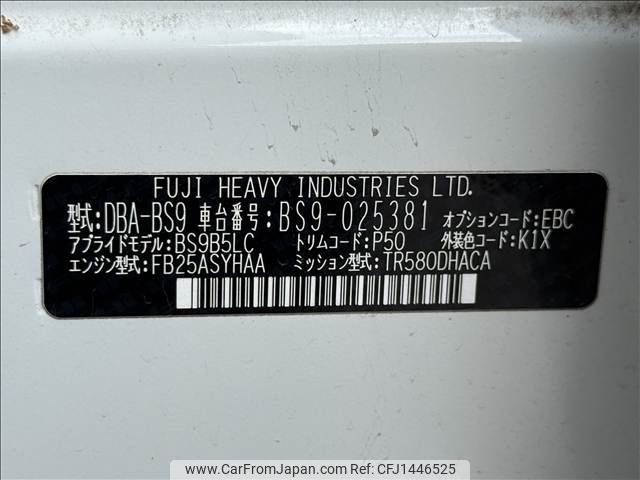 FUJI HEAVY INDUSTRIES LTD.
型式:DBA-BS9 車台番号:BS9-025381 オプションコード:EBC
アプライドモデル:BS9B5LC トリムコード:P50 外装色コード:K1X
エンジン型式:FB25ASYHAA ミッション型式:TR580DHACA
©CAR FROM JAPAN www.carfromjapan.com CFJ1446525